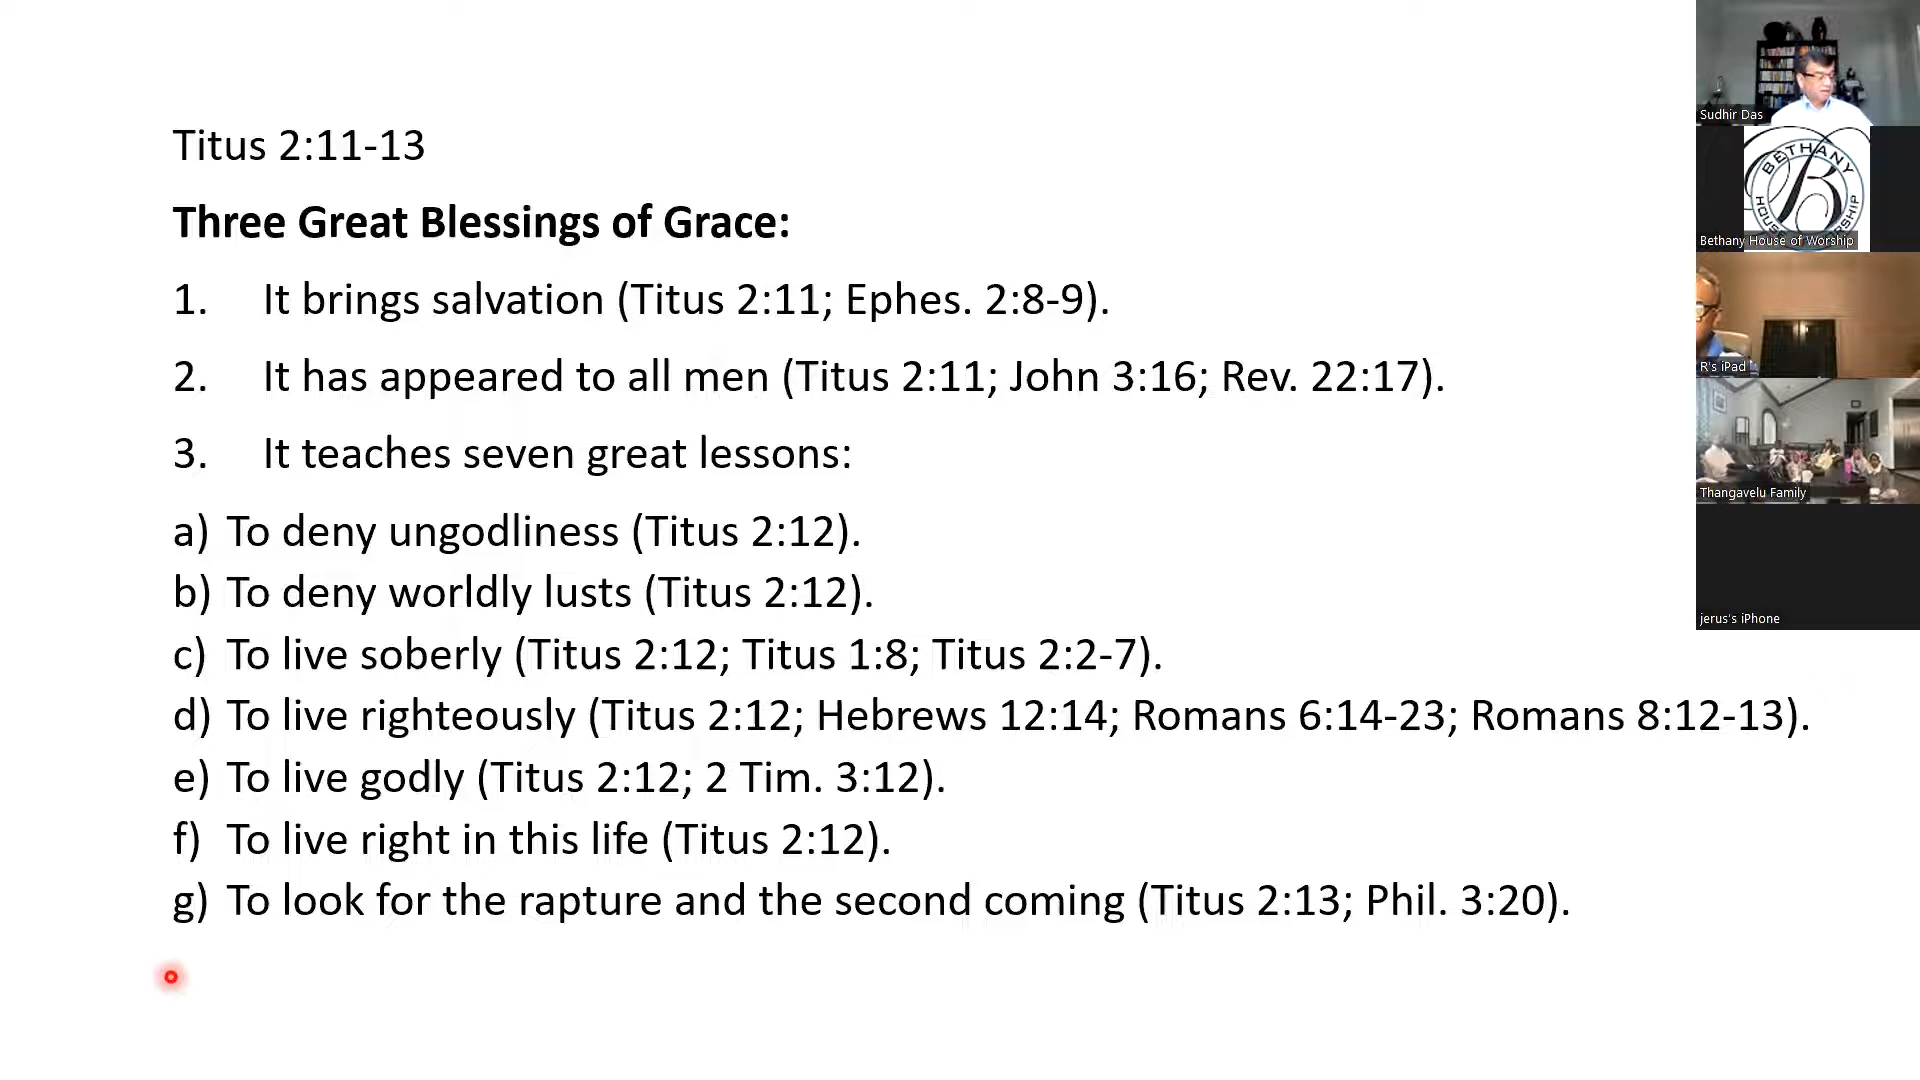 Titus 2:11-13
Three Great Blessings of Grace:
1. It brings salvation (Titus 2:11; Ephes. 2:8-9).
2. It has appeared to all men (Titus 2:11; John 3:16; Rev. 22:17).
3. It teaches seven great lessons:
a) To deny ungodliness (Titus 2:12).
b) To deny worldly lusts (Titus 2:12).
c) To live soberly (Titus 2:12; Titus 1:8; Titus 2:2-7).
d) To live righteously (Titus 2:12; Hebrews 12:14; Romans 6:14-23; Romans 8:12-13).
e) To live godly (Titus 2:12; 2 Tim. 3:12).
f) To live right in this life (Titus 2:12).
g) To look for the rapture and the second coming (Titus 2:13; Phil. 3:20).
Sudhir Das
BETHANY
B
HOUSE
Bethany House of Worship
R's iPad
Thangavelu Family
jerus's iPhone